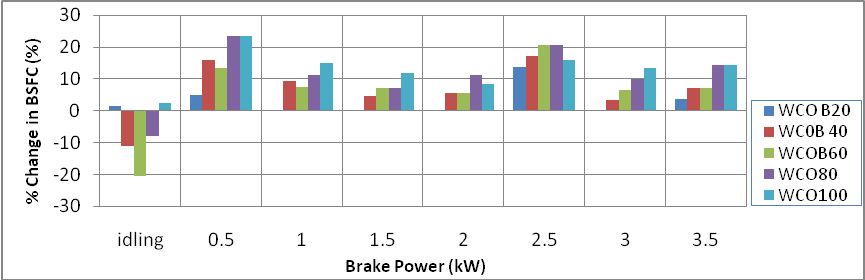 % Change in BSFC (%)
30
20
10
0
-10
-20
-30
idling 0.5 1 1.5 2 2.5 3 3.5
Brake Power (kW)
WCO B20
WC0B 40
WCOB60
WCO80
WCO100